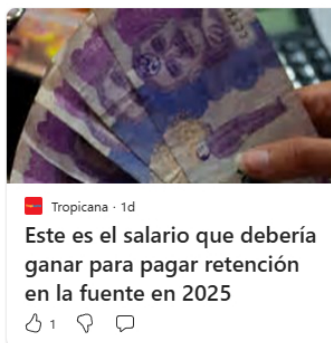 Tropicana · 1d
Este es el salario que debería
ganar para pagar retención
en la fuente en 2025
1